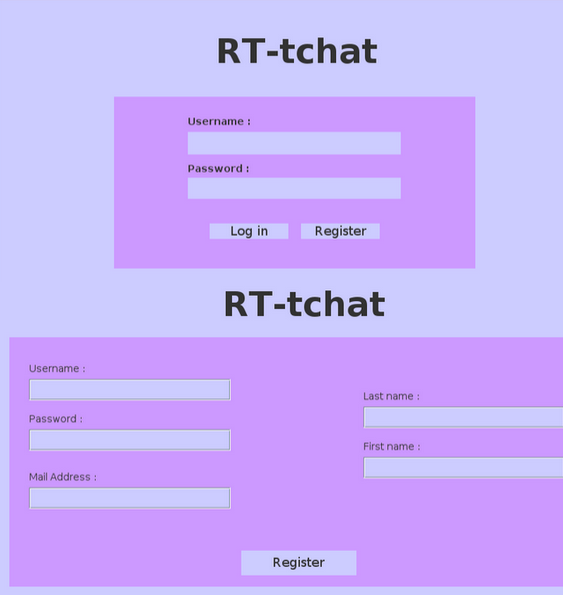 RT-tchat
Username :
Password :
Log in
Register
RT-tchat
Username :
Password :
Mail Address :
Last name :
First name :
Register